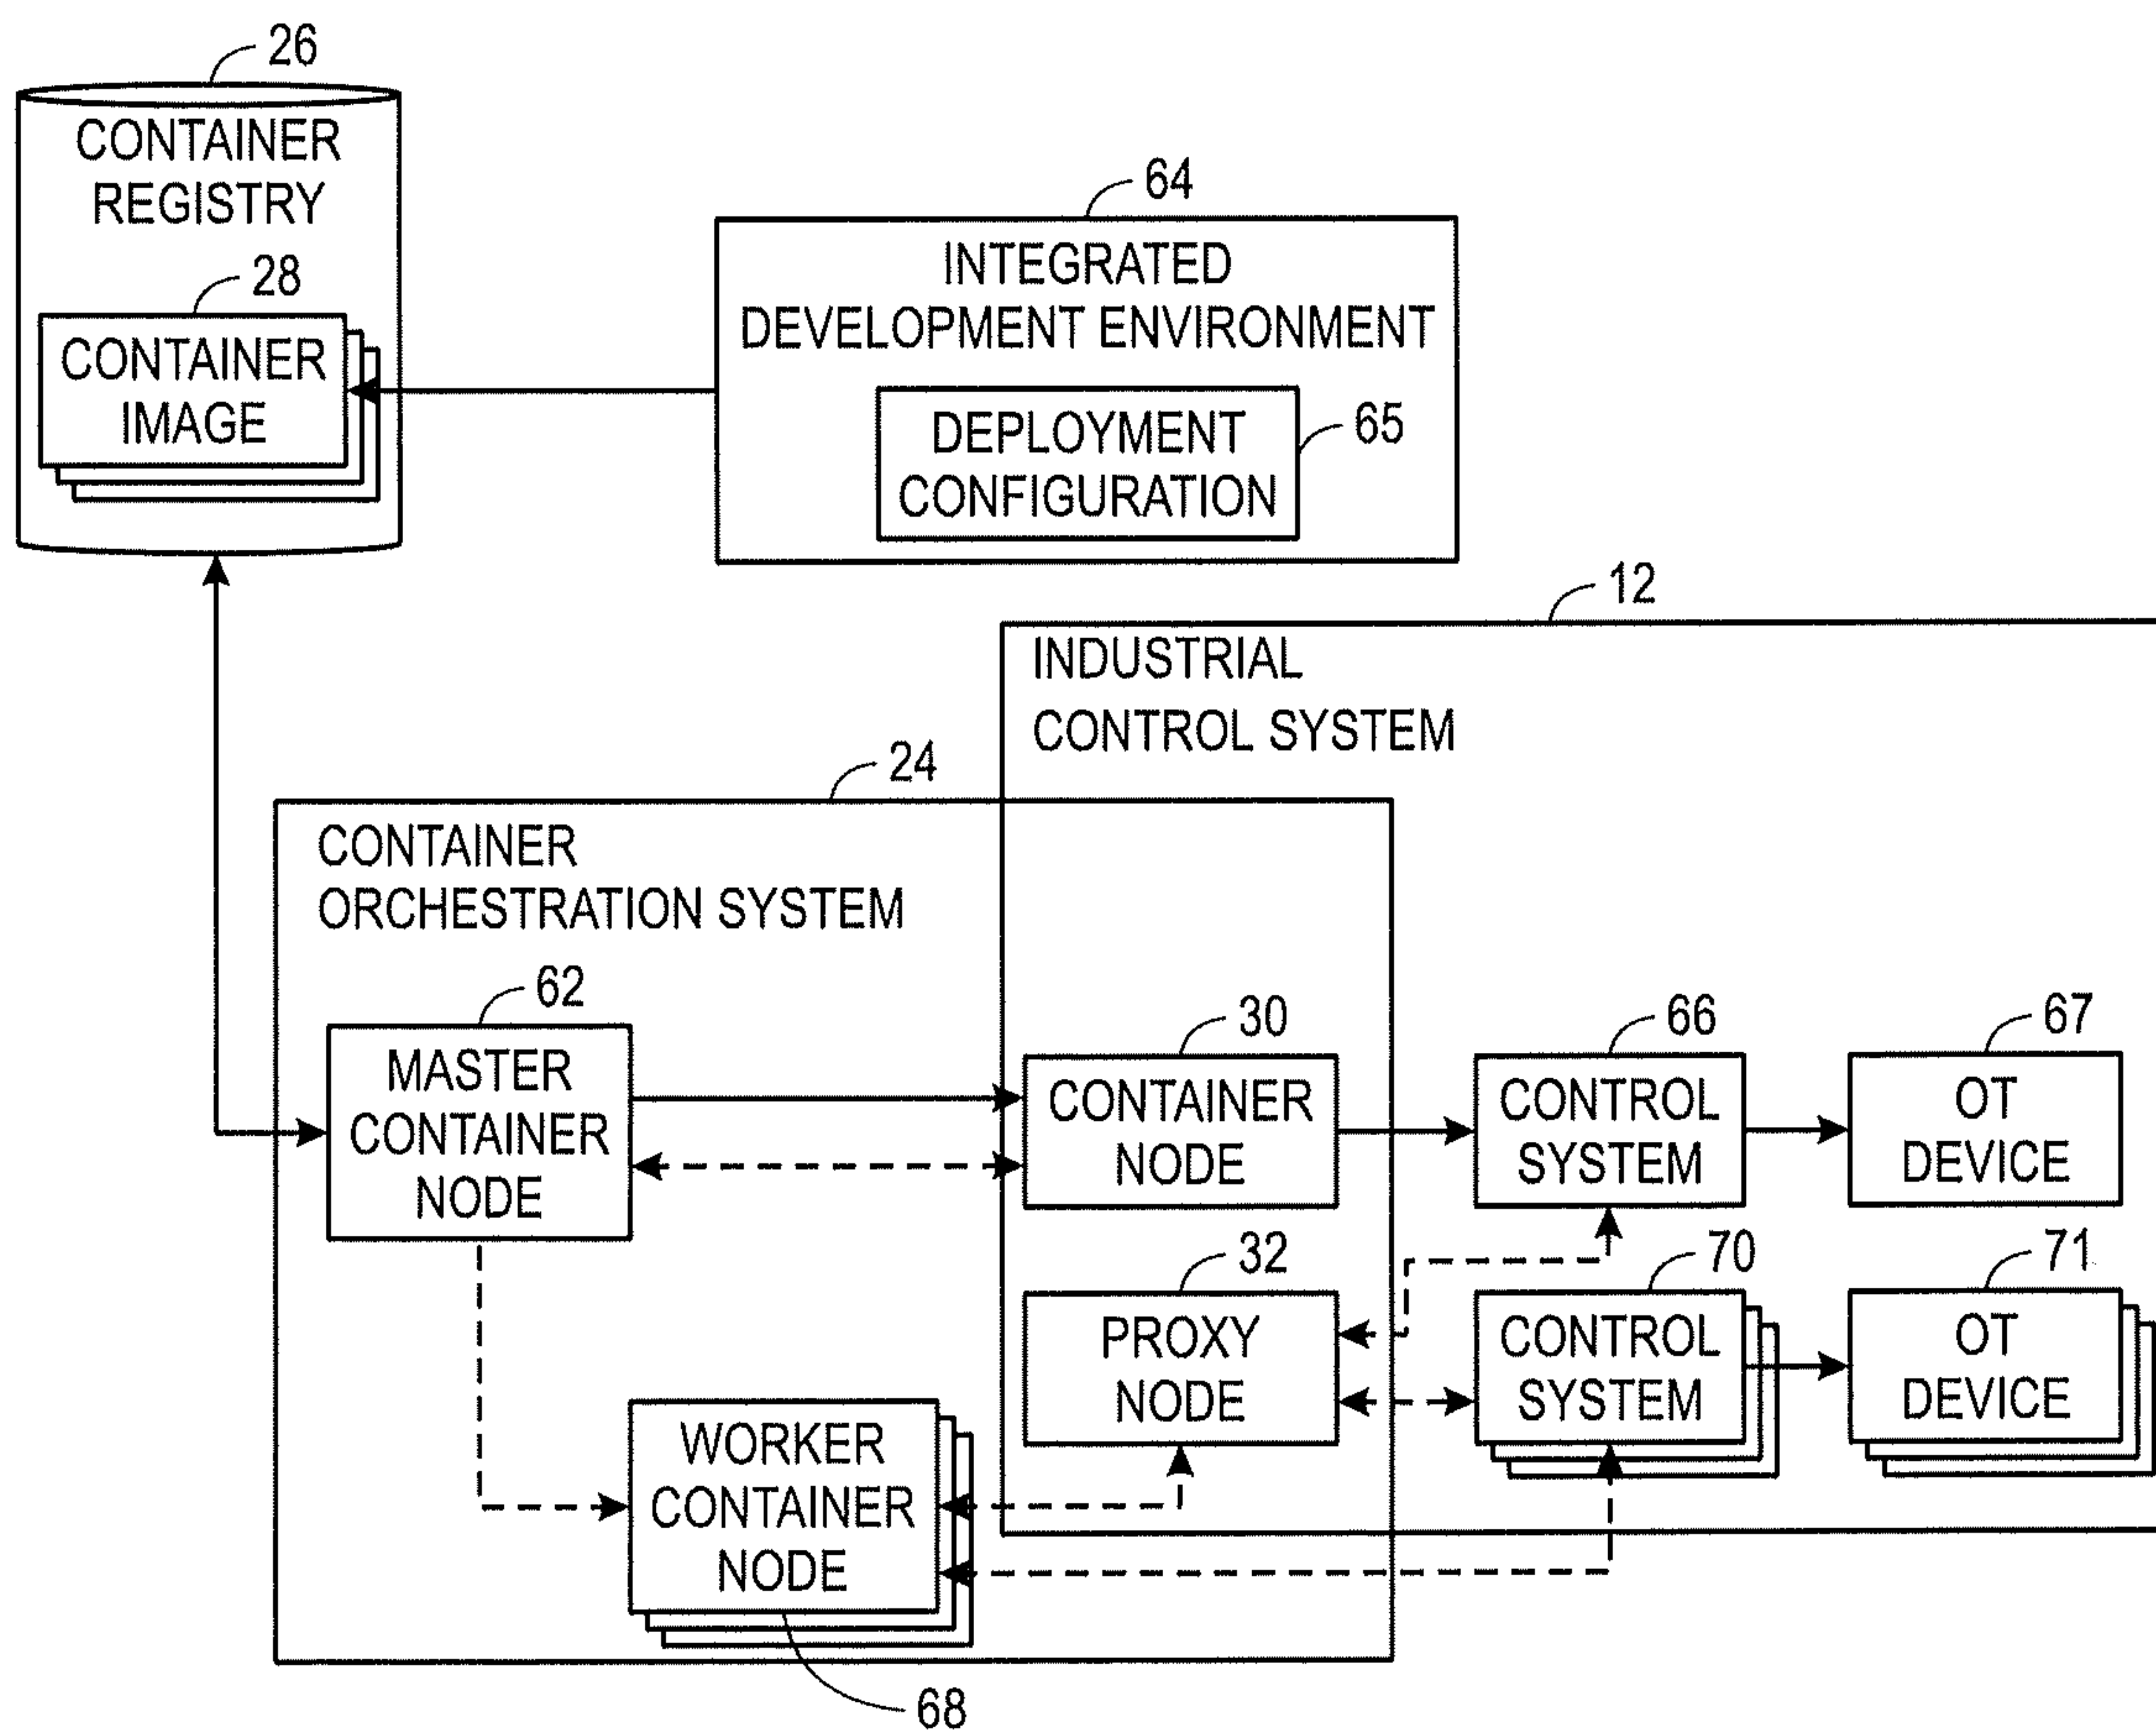 26
CONTAINER
REGISTRY
28
CONTAINER
IMAGE
64
INTEGRATED
DEVELOPMENT ENVIRONMENT
DEPLOYMENT
CONFIGURATION
65
12
INDUSTRIAL
CONTROL SYSTEM
24
CONTAINER
ORCHESTRATION SYSTEM
62
MASTER
CONTAINER
NODE
30
CONTAINER
NODE
66
CONTROL
SYSTEM
67
OT
DEVICE
32
PROXY
NODE
70
CONTROL
SYSTEM
71
OT
DEVICE
WORKER
CONTAINER
NODE
68